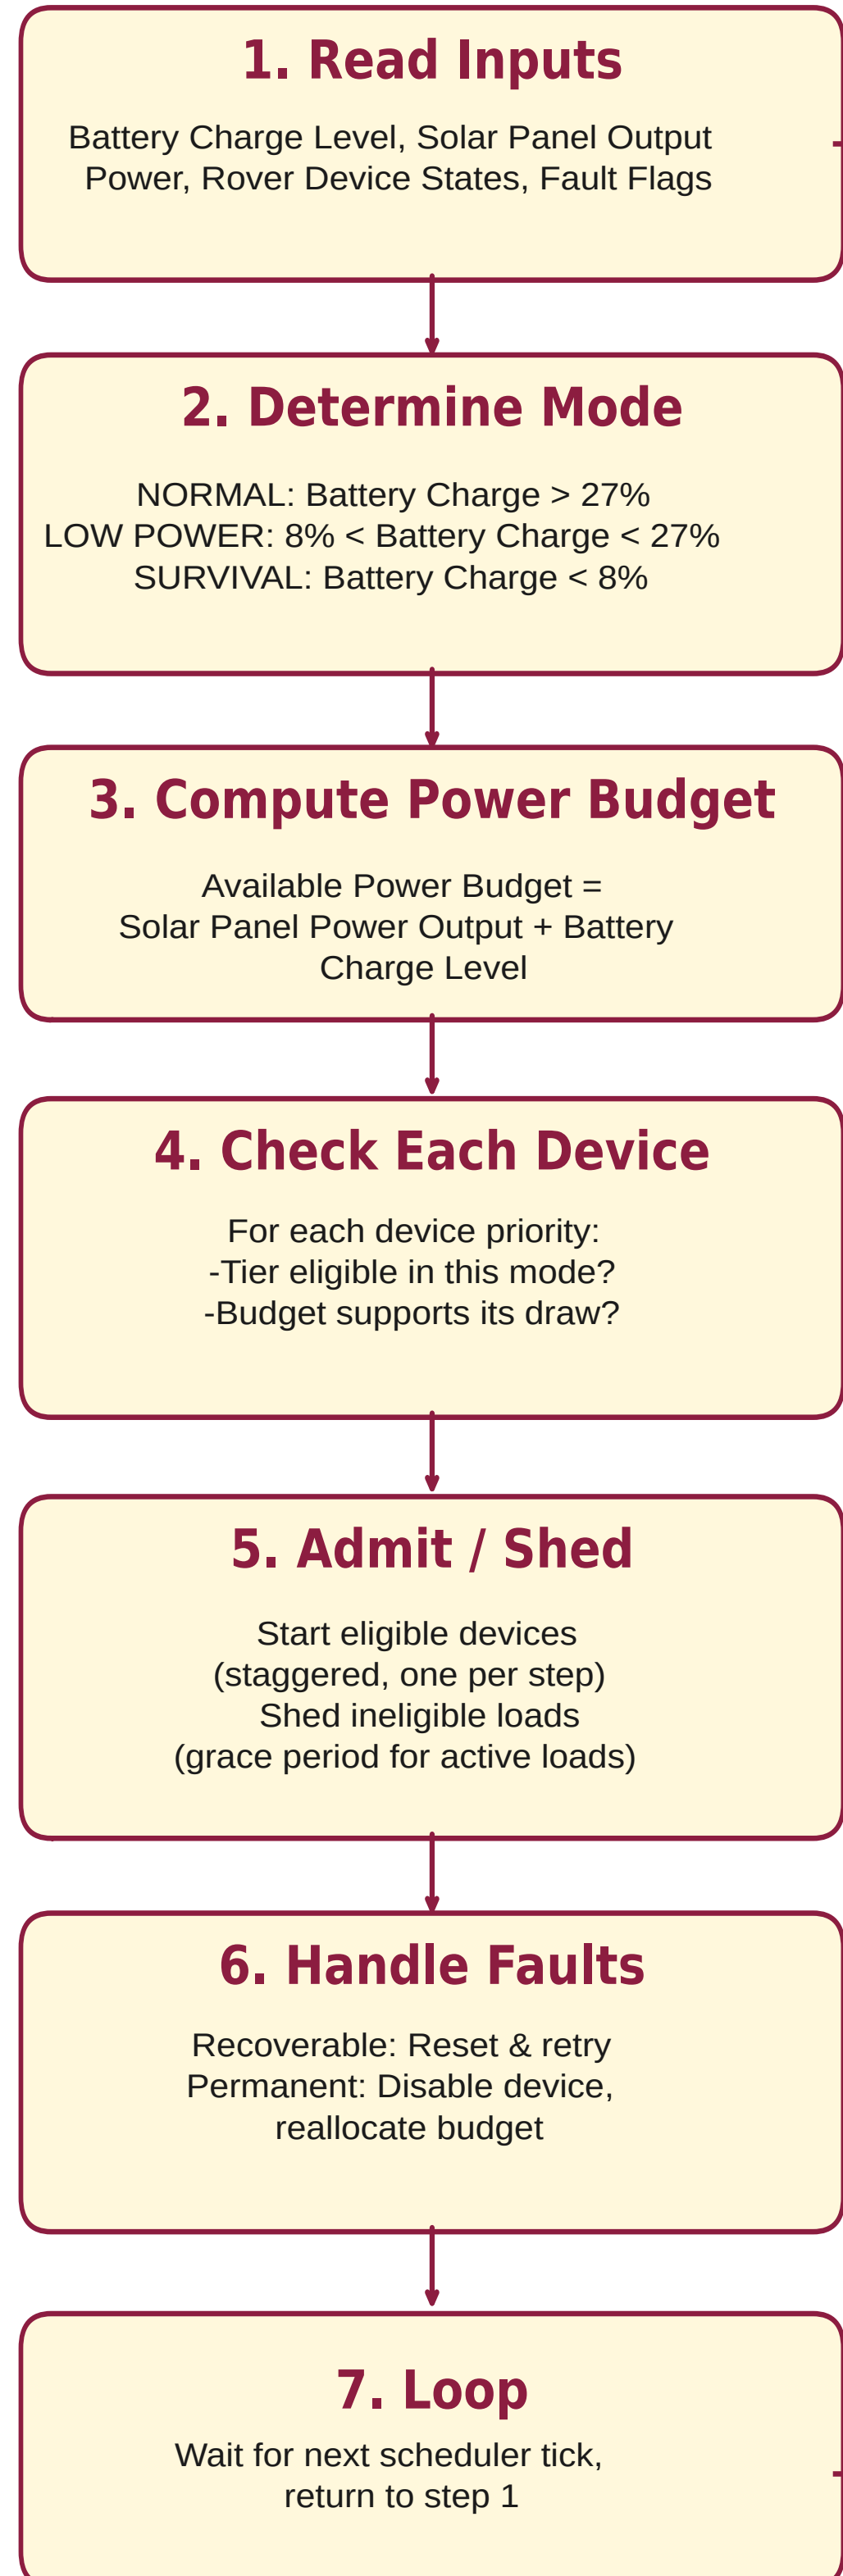 1. Read Inputs
Battery Charge Level, Solar Panel Output
Power, Rover Device States, Fault Flags
2. Determine Mode
NORMAL: Battery Charge > 27%
LOW POWER: 8% < Battery Charge < 27%
SURVIVAL: Battery Charge < 8%
3. Compute Power Budget
Available Power Budget =
Solar Panel Power Output + Battery
Charge Level
4. Check Each Device
For each device priority:
-Tier eligible in this mode?
-Budget supports its draw?
5. Admit / Shed
Start eligible devices
(staggered, one per step)
Shed ineligible loads
(grace period for active loads)
6. Handle Faults
Recoverable: Reset & retry
Permanent: Disable device,
reallocate budget
7. Loop
Wait for next scheduler tick,
return to step 1